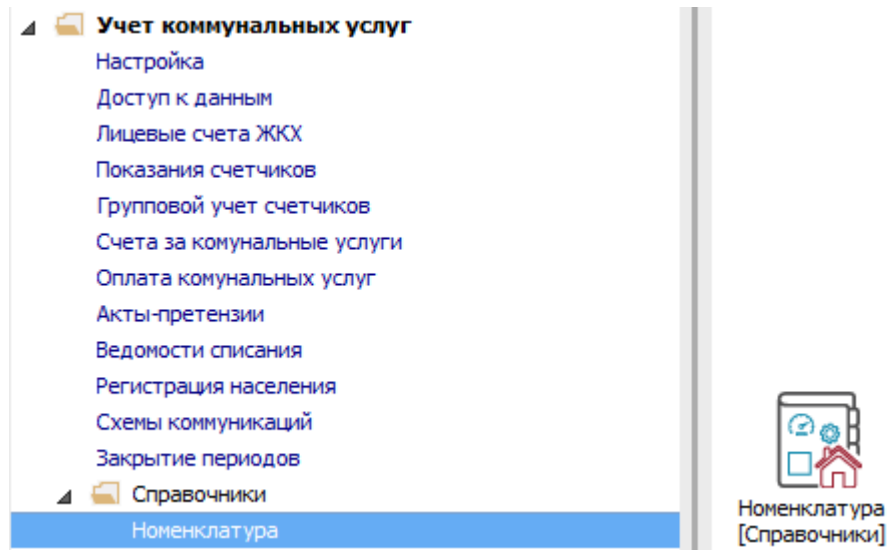 Учет коммунальных услуг
Настройка
Доступ к данным
Лицевые счета ЖКХ
Показания счетчиков
Групповой учет счетчиков
Счета за комунальные услуги
Оплата комунальных услуг
Акты-претензии
Ведомости списания
Регистрация населения
Схемы коммуникаций
Закрытие периодов
Справочники
Номенклатура
Номенклатура
[Справочники]